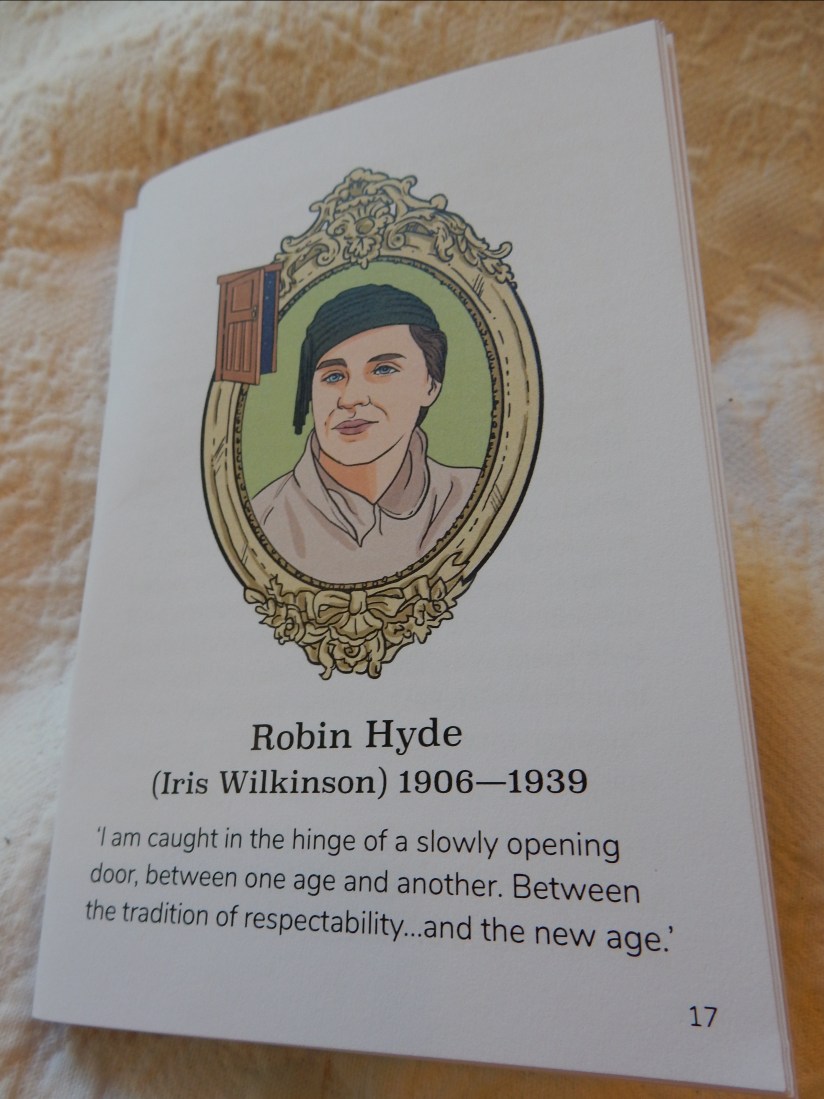 Robin Hyde
(Iris Wilkinson) 1906—1939
‘I am caught in the hinge of a slowly opening
door, between one age and another. Between
the tradition of respectability...and the new age.’
17